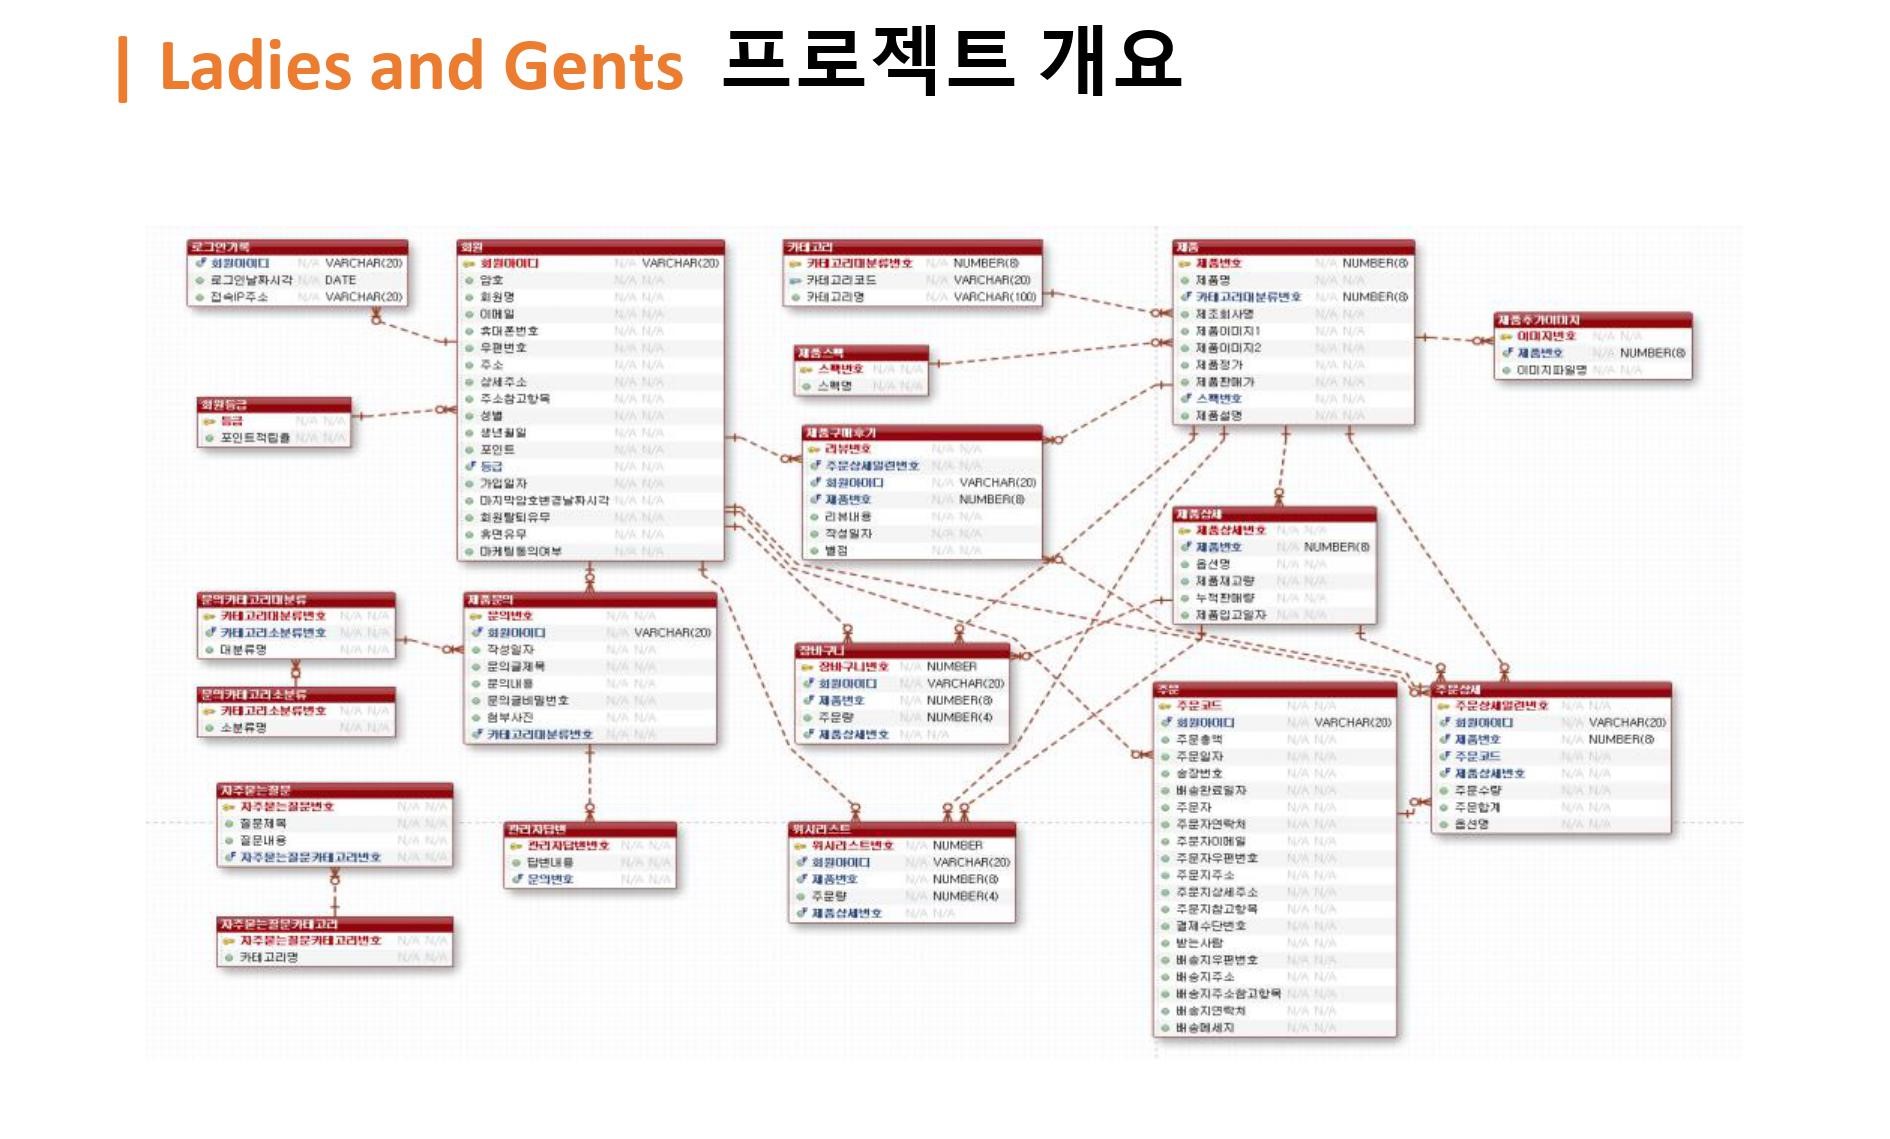 | Ladies and Gents 프로젝트 개요
로그인기록
회원아이디 N/A VARCHAR(20)
로그인날짜시각 N/A DATE
접속IP주소 N/A VARCHAR(20)
회원등급
등급 N/A N/A
포인트적립률 N/A N/A
회원
회원아이디 N/A VARCHAR(20)
암호 N/A N/A
회원명 N/A N/A
이메일 N/A N/A
휴대폰번호 N/A N/A
우편번호 N/A N/A
주소 N/A N/A
상세주소 N/A N/A
주소참고항목 N/A N/A
성별 N/A N/A
생년월일 N/A N/A
포인트 N/A N/A
등급 N/A N/A
가입일자 N/A N/A
마지막암호변경날짜시각 N/A N/A
회원탈퇴유무 N/A N/A
휴면유무 N/A N/A
마케팅동의여부 N/A N/A
카테고리
카테고리대분류번호 N/A NUMBER(8)
카테고리코드 N/A VARCHAR(20)
카테고리명 N/A VARCHAR(100)
제품스펙
스펙번호 N/A N/A
스펙명 N/A N/A
제품구매후기
리뷰번호 N/A N/A
주문상세일련번호 N/A N/A
회원아이디 N/A VARCHAR(20)
제품번호 N/A NUMBER(8)
리뷰내용 N/A N/A
작성일자 N/A N/A
별점 N/A N/A
제품
제품번호 N/A NUMBER(8)
제품명 N/A N/A
카테고리대분류번호 N/A NUMBER(8)
제조회사명 N/A N/A
제품이미지1 N/A N/A
제품이미지2 N/A N/A
제품정가 N/A N/A
제품판매가 N/A N/A
스펙번호 N/A N/A
제품설명 N/A N/A
제품추가이미지
이미지번호 N/A N/A
제품번호 N/A NUMBER(8)
이미지파일명 N/A N/A
제품상세
제품상세번호 N/A N/A
제품번호 N/A NUMBER(8)
옵션명 N/A N/A
제품재고량 N/A N/A
누적판매량 N/A N/A
제품입고일자 N/A N/A
문의카테고리대분류
카테고리대분류번호 N/A N/A
카테고리소분류번호 N/A N/A
대분류명 N/A N/A
문의카테고리소분류
카테고리소분류번호 N/A N/A
소분류명 N/A N/A
제품문의
문의번호 N/A N/A
회원아이디 N/A VARCHAR(20)
작성일자 N/A N/A
문의글제목 N/A N/A
문의내용 N/A N/A
문의글비밀번호 N/A N/A
첨부사진 N/A N/A
카테고리대분류번호 N/A N/A
장바구니
장바구니번호 N/A NUMBER
회원아이디 N/A VARCHAR(20)
제품번호 N/A NUMBER(8)
주문량 N/A NUMBER(4)
제품상세번호 N/A N/A
주문
주문코드 N/A N/A
회원아이디 N/A VARCHAR(20)
주문총액 N/A N/A
주문일자 N/A N/A
송장번호 N/A N/A
배송완료일자 N/A N/A
주문자 N/A N/A
주문자연락처 N/A N/A
주문자이메일 N/A N/A
주문자우편번호 N/A N/A
주문지주소 N/A N/A
주문지상세주소 N/A N/A
주문지참고항목 N/A N/A
결제수단번호 N/A N/A
받는사람 N/A N/A
배송지우편번호 N/A N/A
배송지주소 N/A N/A
배송지주소참고항목 N/A N/A
배송지연락처 N/A N/A
배송메세지 N/A N/A
주문상세
주문상세일련번호 N/A N/A
회원아이디 N/A VARCHAR(20)
제품번호 N/A NUMBER(8)
주문코드 N/A N/A
제품상세번호 N/A N/A
주문수량 N/A N/A
주문합계 N/A N/A
옵션명 N/A N/A
자주묻는질문
자주묻는질문번호 N/A N/A
질문제목 N/A N/A
질문내용 N/A N/A
자주묻는질문카테고리번호 N/A N/A
자주묻는질문카테고리
자주묻는질문카테고리번호 N/A N/A
카테고리명 N/A N/A
관리자답변
관리자답변번호 N/A N/A
답변내용 N/A N/A
문의번호 N/A N/A
위시리스트
위시리스트번호 N/A NUMBER
회원아이디 N/A VARCHAR(20)
제품번호 N/A NUMBER(8)
주문량 N/A NUMBER(4)
제품상세번호 N/A N/A